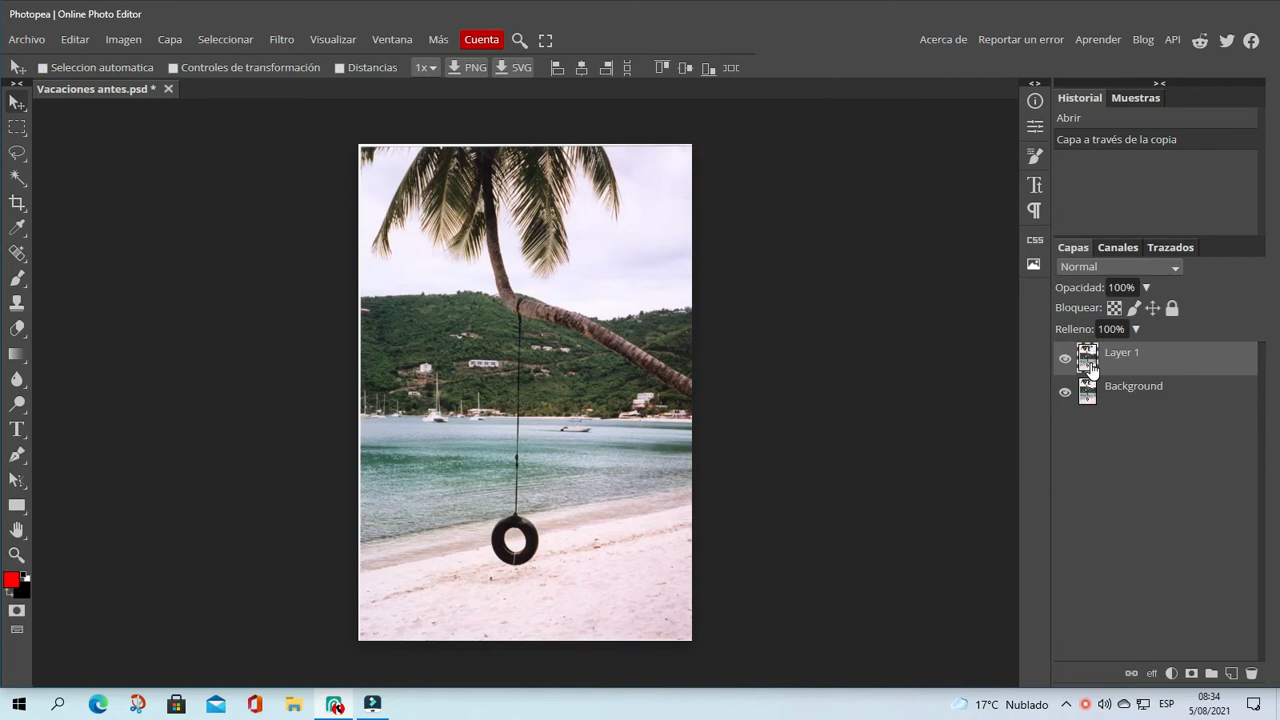 Photopea | Online Photo Editor
Archivo Editar Imagen Capa Seleccionar Filtro Visualizar Ventana Más Cuenta Acerca de Reportar un error Aprender Blog API
Seleccion automatica Controles de transformación Distancias 1x PNG SVG
Vacaciones antes.psd *
Historial Muestras
Abrir
Capa a través de la copia
CSS
Capas Canales Trazados
Normal
Opacidad: 100%
Bloquear:
Relleno: 100%
Layer 1
Background
eff
17°C Nublado ESP 08:34
5/08/2021